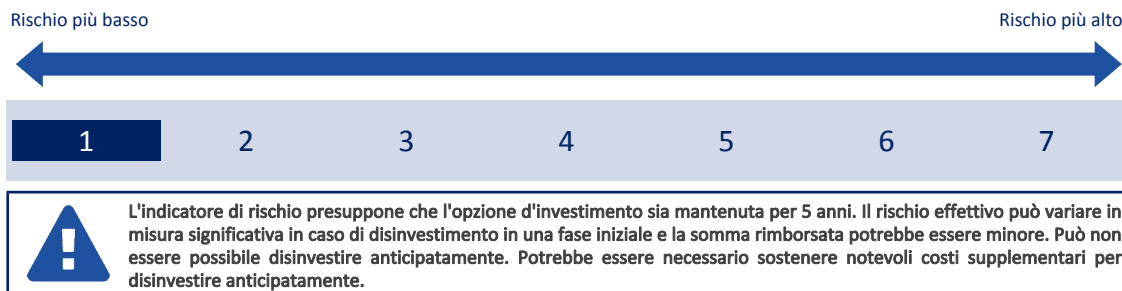 Rischio più basso Rischio più alto
1 2 3 4 5 6 7
L'indicatore di rischio presuppone che l'opzione d'investimento sia mantenuta per 5 anni. Il rischio effettivo può variare in
misura significativa in caso di disinvestimento in una fase iniziale e la somma rimborsata potrebbe essere minore. Può non
essere possibile disinvestire anticipatamente. Potrebbe essere necessario sostenere notevoli costi supplementari per
disinvestire anticipatamente.